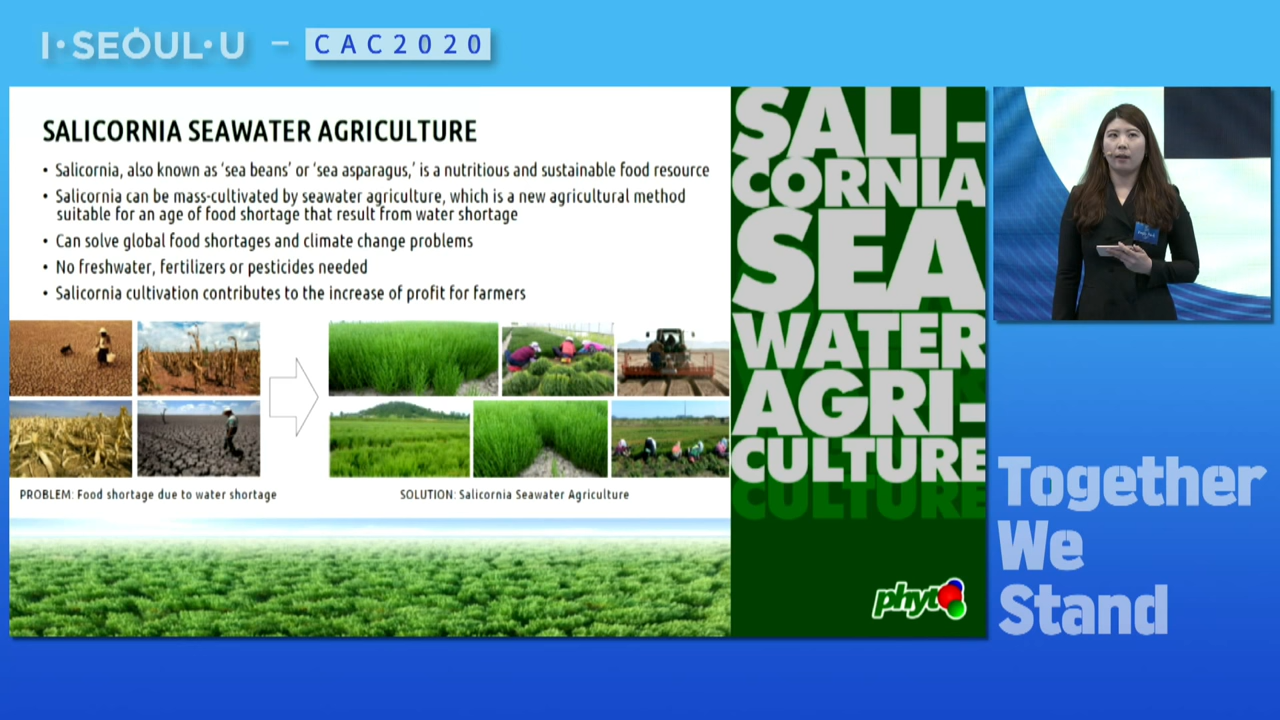 I·SEOUL·U – CAC2020
SALICORNIA SEAWATER AGRICULTURE
• Salicornia, also known as 'sea beans' or 'sea asparagus,' is a nutritious and sustainable food resource
• Salicornia can be mass-cultivated by seawater agriculture, which is a new agricultural method
suitable for an age of food shortage that result from water shortage
• Can solve global food shortages and climate change problems
• No freshwater, fertilizers or pesticides needed
• Salicornia cultivation contributes to the increase of profit for farmers
PROBLEM: Food shortage due to water shortage
SOLUTION: Salicornia Seawater Agriculture
SALI-
CORNIA
SEA
WATER
AGRI-
CULTURE
CULTURE
phyto
Together
We
Stand